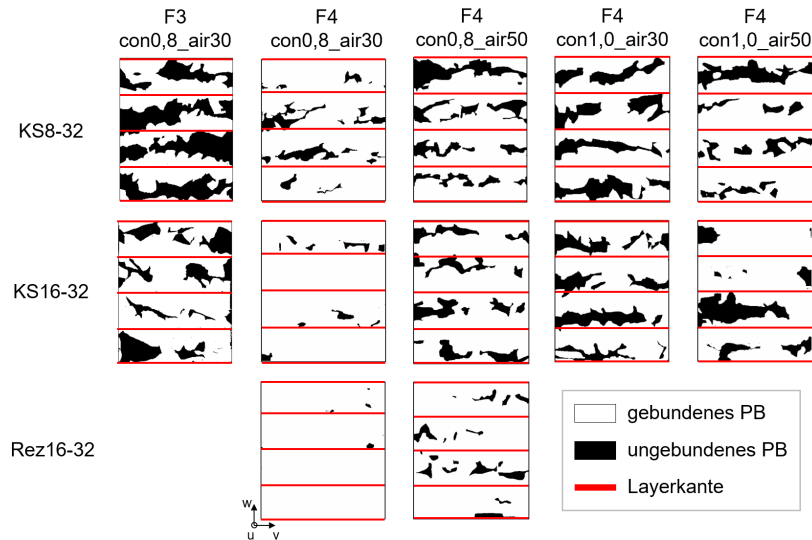 F3 F4 F4 F4 F4
con0,8_air30 con0,8_air30 con0,8_air50 con1,0_air30 con1,0_air50
KS8-32
KS16-32
Rez16-32
gebundenes PB
ungebundenes PB
Layerkante
w
u v